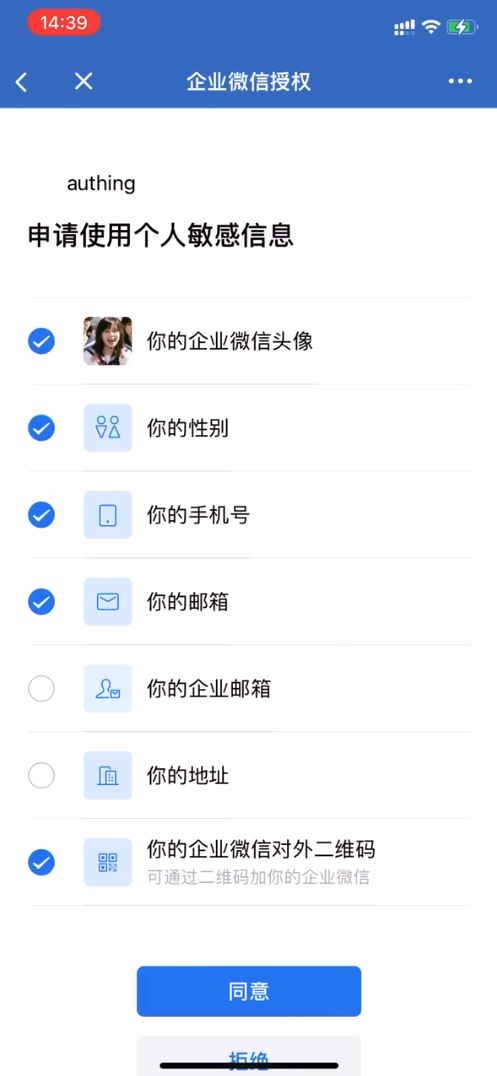 14:39
企业微信授权
authing
申请使用个人敏感信息
你的企业微信头像
你的性别
你的手机号
你的邮箱
你的企业邮箱
你的地址
你的企业微信对外二维码
可通过二维码加你的企业微信
同意
拒绝